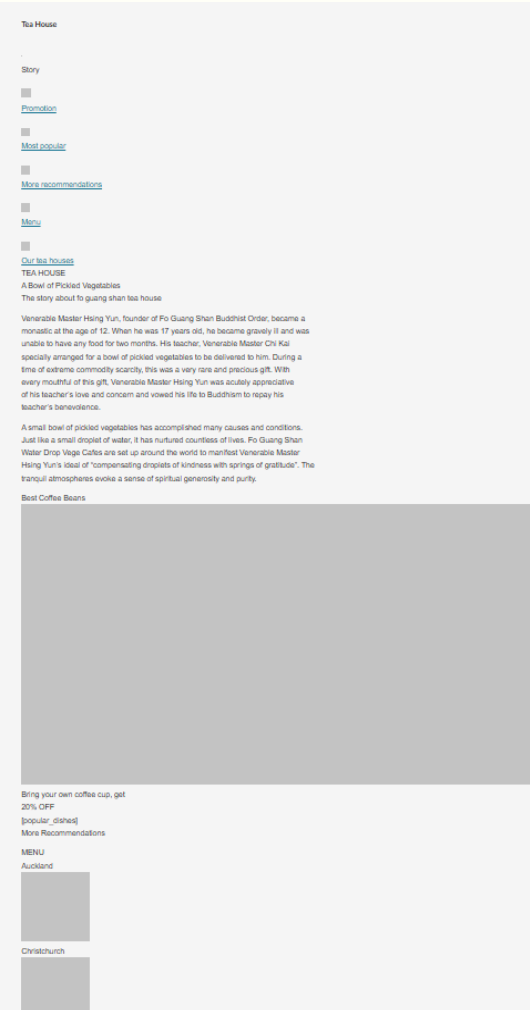 Tea House
Story
Promotion
Most popular
More recommendations
Menu
Our tea houses
TEA HOUSE
A Bowl of Pickled Vegetables
The story about fo guang shan tea house
Venerable Master Hsing Yun, founder of Fo Guang Shan Buddhist Order, became a
monastic at the age of 12. When he was 17 years old, he became gravely ill and was
unable to have any food for two months. His teacher, Venerable Master Chi Kai
specially arranged for a bowl of pickled vegetables to be delivered to him. During a
time of extreme commodity scarcity, this was a very rare and precious gift. With
every mouthful of this gift, Venerable Master Hsing Yun was acutely appreciative
of his teacher's love and concern and vowed his life to Buddhism to repay his
teacher's benevolence.
A small bowl of pickled vegetables has accomplished many causes and conditions.
Just like a small droplet of water, it has nurtured countless of lives. Fo Guang Shan
Water Drop Vege Cafes are set up around the world to manifest Venerable Master
Hsing Yun's ideal of "compensating droplets of kindness with springs of gratitude". The
tranquil atmospheres evoke a sense of spiritual generosity and purity.
Best Coffee Beans
Bring your own coffee cup, get
20% OFF
[popular_dishes]
More Recommendations
MENU
Auckland
Christchurch